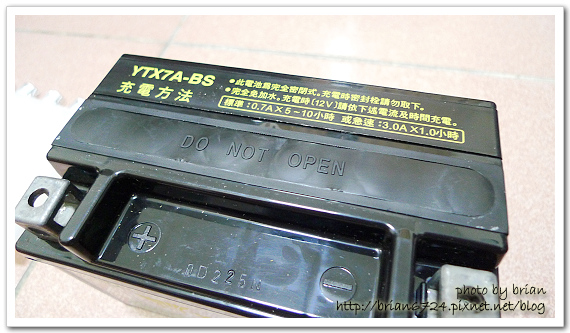 YTX7A-BS
充電方法
•此電池為完全密閉式。充電時密封栓請勿取下。
•完全免加水。充電時(12V)請依下述電流及時間充電。
標準：0.7A×5~10小時 或急速：3.0A×1.0小時
DO NOT OPEN
photo by brian
http://brian6724.pixnet.net/blog